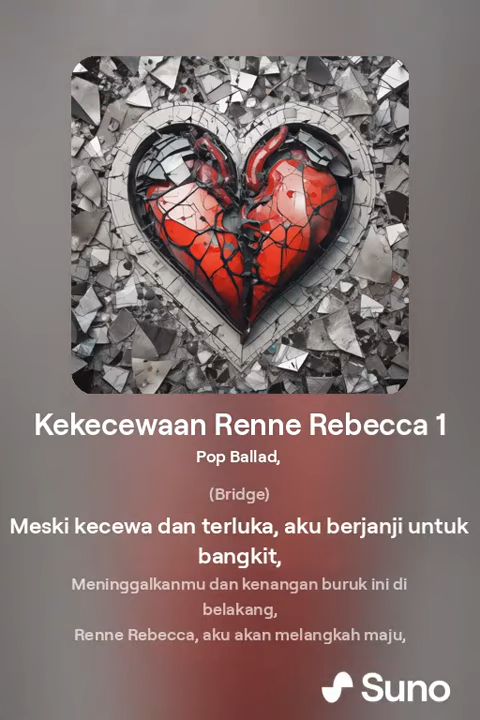 Kekecewaan Renne Rebecca 1
Pop Ballad,
(Bridge)
Meski kecewa dan terluka, aku berjanji untuk
bangkit,
Meninggalkanmu dan kenangan buruk ini di
belakang,
Renne Rebecca, aku akan melangkah maju,
Suno